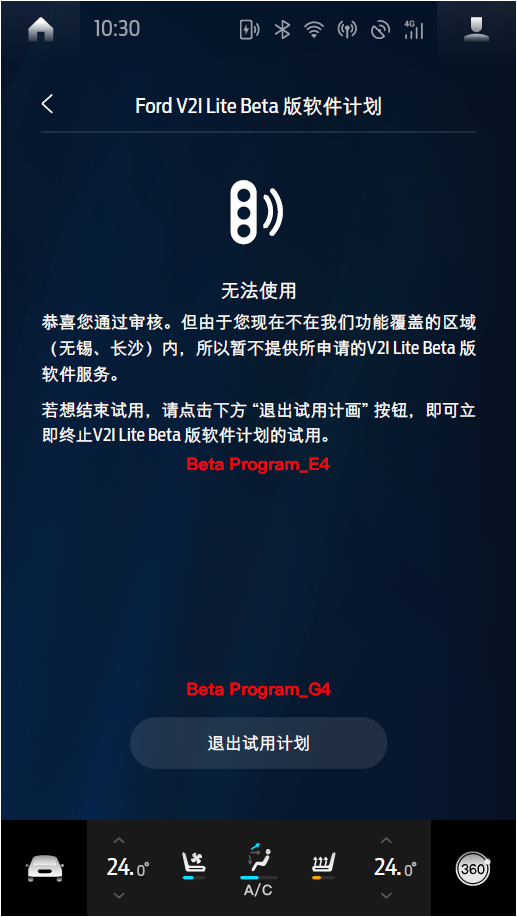 10:30
4G
Ford V2I Lite Beta 版软件计划
无法使用
恭喜您通过审核。但由于您现在不在我们功能覆盖的区域
（无锡、长沙）内，所以暂不提供所申请的V2I Lite Beta 版
软件服务。
若想结束试用，请点击下方 “退出试用计画” 按钮，即可立
即终止V2I Lite Beta 版软件计划的试用。
Beta Program_E4
Beta Program_G4
退出试用计划
24.0°
A/C
24.0°
360